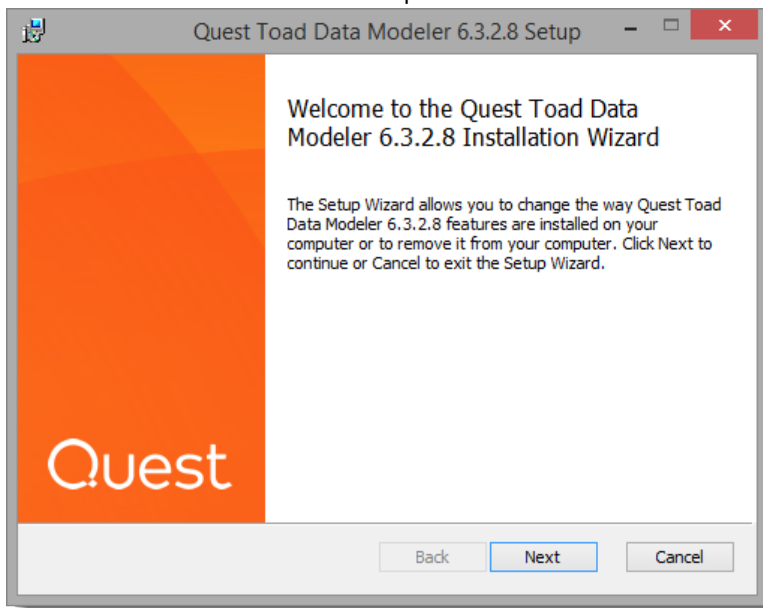 Quest Toad Data Modeler 6.3.2.8 Setup
Welcome to the Quest Toad Data
Modeler 6.3.2.8 Installation Wizard
The Setup Wizard allows you to change the way Quest Toad
Data Modeler 6.3.2.8 features are installed on your
computer or to remove it from your computer. Click Next to
continue or Cancel to exit the Setup Wizard.
Quest
Back Next Cancel